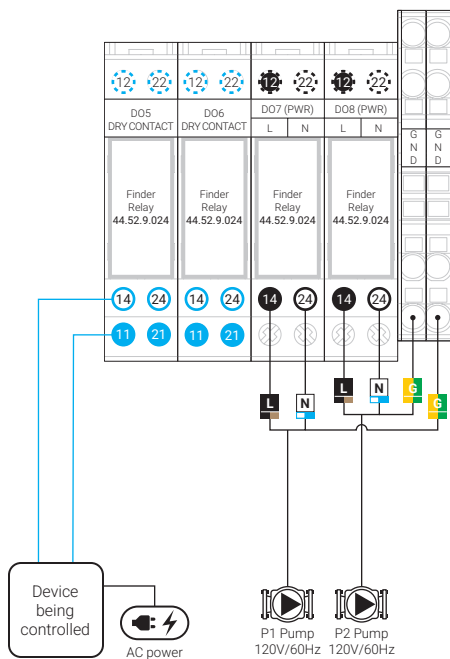 12 22 12 22 12 22 12 22
DO5 DO6 DO7 (PWR) DO8 (PWR)
DRY CONTACT DRY CONTACT L N L N
G G
N N
D D
Finder Finder Finder Finder
Relay Relay Relay Relay
44.52.9.024 44.52.9.024 44.52.9.024 44.52.9.024
14 24 14 24 14 24 14 24
11 21 11 21
L N L N G
G
Device
being
controlled
AC power
P1 Pump P2 Pump
120V/60Hz 120V/60Hz